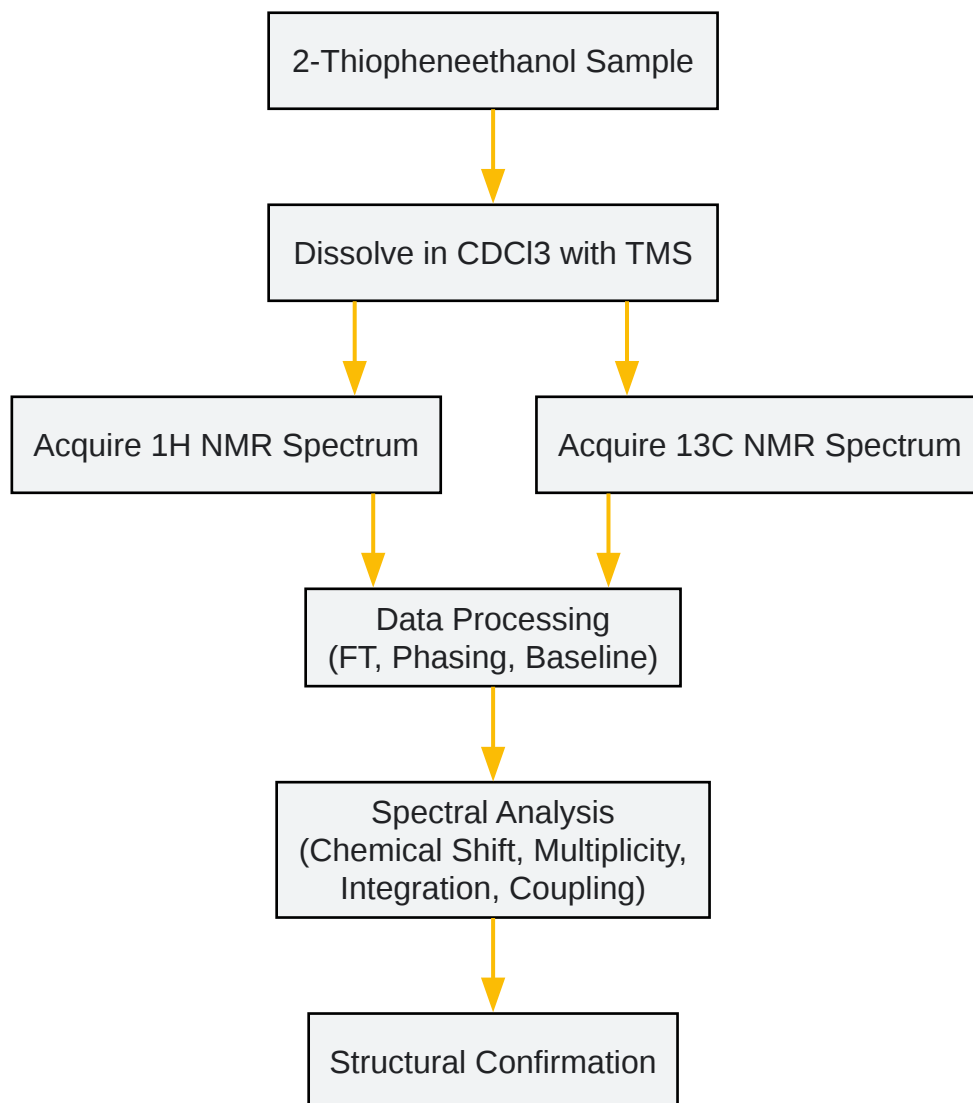 2-Thiopheneethanol Sample
Dissolve in CDCl3 with TMS
Acquire 1H NMR Spectrum
Acquire 13C NMR Spectrum
Data Processing
(FT, Phasing, Baseline)
Spectral Analysis
(Chemical Shift, Multiplicity,
Integration, Coupling)
Structural Confirmation